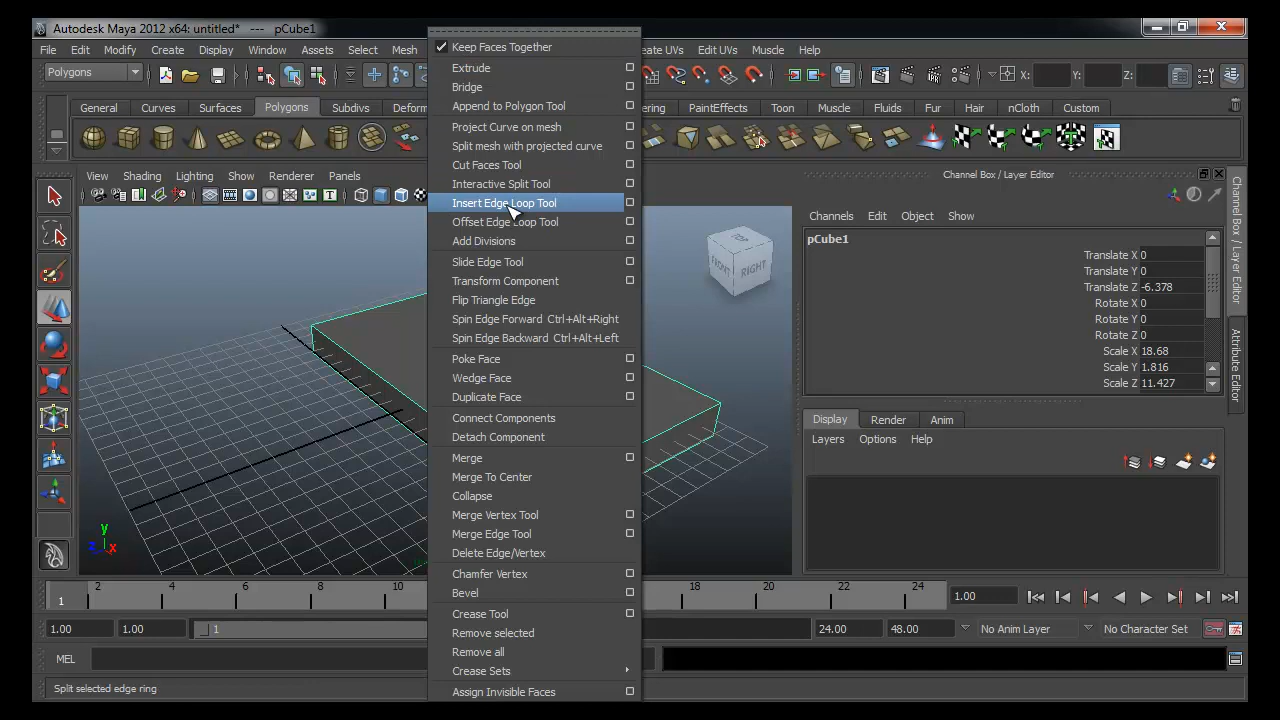 Autodesk Maya 2012 x64: untitled* --- pCube1
File Edit Modify Create Display Window Assets Select Mesh
Create UVs Edit UVs Muscle Help
Polygons
X: Y: Z:
General Curves Surfaces Polygons Subdivs Deform
PaintEffects Toon Muscle Fluids Fur Hair nCloth Custom
View Shading Lighting Show Renderer Panels
Keep Faces Together
Extrude
Bridge
Append to Polygon Tool
Project Curve on mesh
Split mesh with projected curve
Cut Faces Tool
Interactive Split Tool
Insert Edge Loop Tool
Offset Edge Loop Tool
Add Divisions
Slide Edge Tool
Transform Component
Flip Triangle Edge
Spin Edge Forward Ctrl+Alt+Right
Spin Edge Backward Ctrl+Alt+Left
Poke Face
Wedge Face
Duplicate Face
Connect Components
Detach Component
Merge
Merge To Center
Collapse
Merge Vertex Tool
Merge Edge Tool
Delete Edge/Vertex
Chamfer Vertex
Bevel
Crease Tool
Remove selected
Remove all
Crease Sets
Assign Invisible Faces
TOP
FRONT
RIGHT
y
z
x
Channel Box / Layer Editor
Channels Edit Object Show
pCube1
Translate X 0
Translate Y 0
Translate Z -6.378
Rotate X 0
Rotate Y 0
Rotate Z 0
Scale X 18.68
Scale Y 1.816
Scale Z 11.427
Display Render Anim
Layers Options Help
Channel Box / Layer Editor
Attribute Editor
1 2 4 6 8 10 18 20 22 24
1.00
1.00 1.00 1 24.00 48.00 No Anim Layer No Character Set
MEL
Split selected edge ring